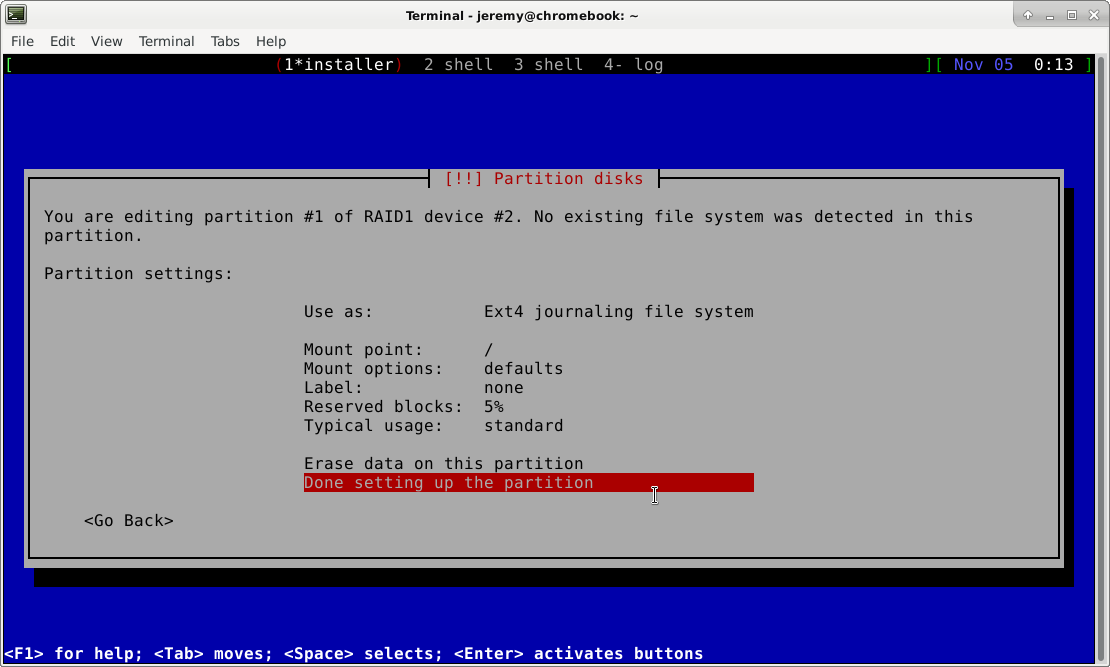 Terminal - jeremy@chromebook: ~
File Edit View Terminal Tabs Help
[ (1*installer) 2 shell 3 shell 4- log ][ Nov 05 0:13 ]
[!!] Partition disks
You are editing partition #1 of RAID1 device #2. No existing file system was detected in this
partition.
Partition settings:
Use as: Ext4 journaling file system
Mount point: /
Mount options: defaults
Label: none
Reserved blocks: 5%
Typical usage: standard
Erase data on this partition
Done setting up the partition
<Go Back>
<F1> for help; <Tab> moves; <Space> selects; <Enter> activates buttons